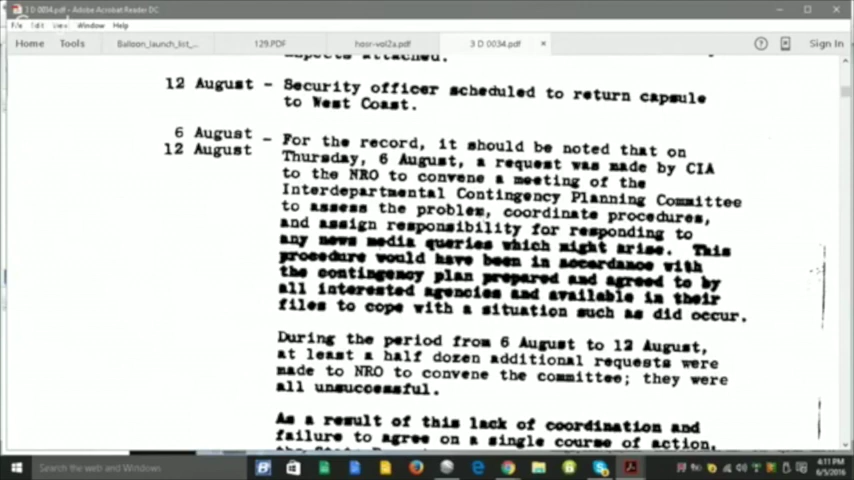 3 D 0034.pdf - Adobe Acrobat Reader DC
File Edit View Window Help
Home Tools Balloon_launch_list_... 129.PDF hosr-vol2a.pdf 3 D 0034.pdf × Sign In
aspects attached.
12 August - Security officer scheduled to return capsule
to West Coast.
6 August - For the record, it should be noted that on
12 August Thursday, 6 August, a request was made by CIA
to the NRO to convene a meeting of the
Interdepartmental Contingency Planning Committee
to assess the problem, coordinate procedures,
and assign responsibility for responding to
any news media queries which might arise. This
procedure would have been in accordance with
the contingency plan prepared and agreed to by
all interested agencies and available in their
files to cope with a situation such as did occur.
During the period from 6 August to 12 August,
at least a half dozen additional requests were
made to NRO to convene the committee; they were
all unsuccessful.
As a result of this lack of coordination and
failure to agree on a single course of action,
the State
Search the web and Windows
4:11 PM
6/5/2016